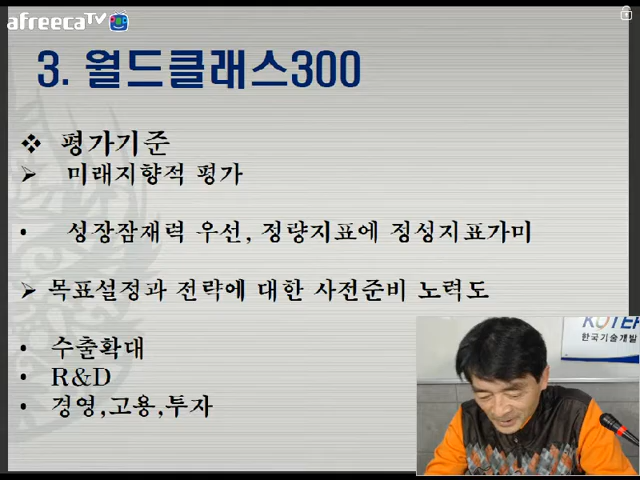 afreecaTV
3. 월드클래스300
❖ 평가기준
➢ 미래지향적 평가
• 성장잠재력 우선, 정량지표에 정성지표가미
➢ 목표설정과 전략에 대한 사전준비 노력도
• 수출확대
• R&D
• 경영,고용,투자
한국기술개발